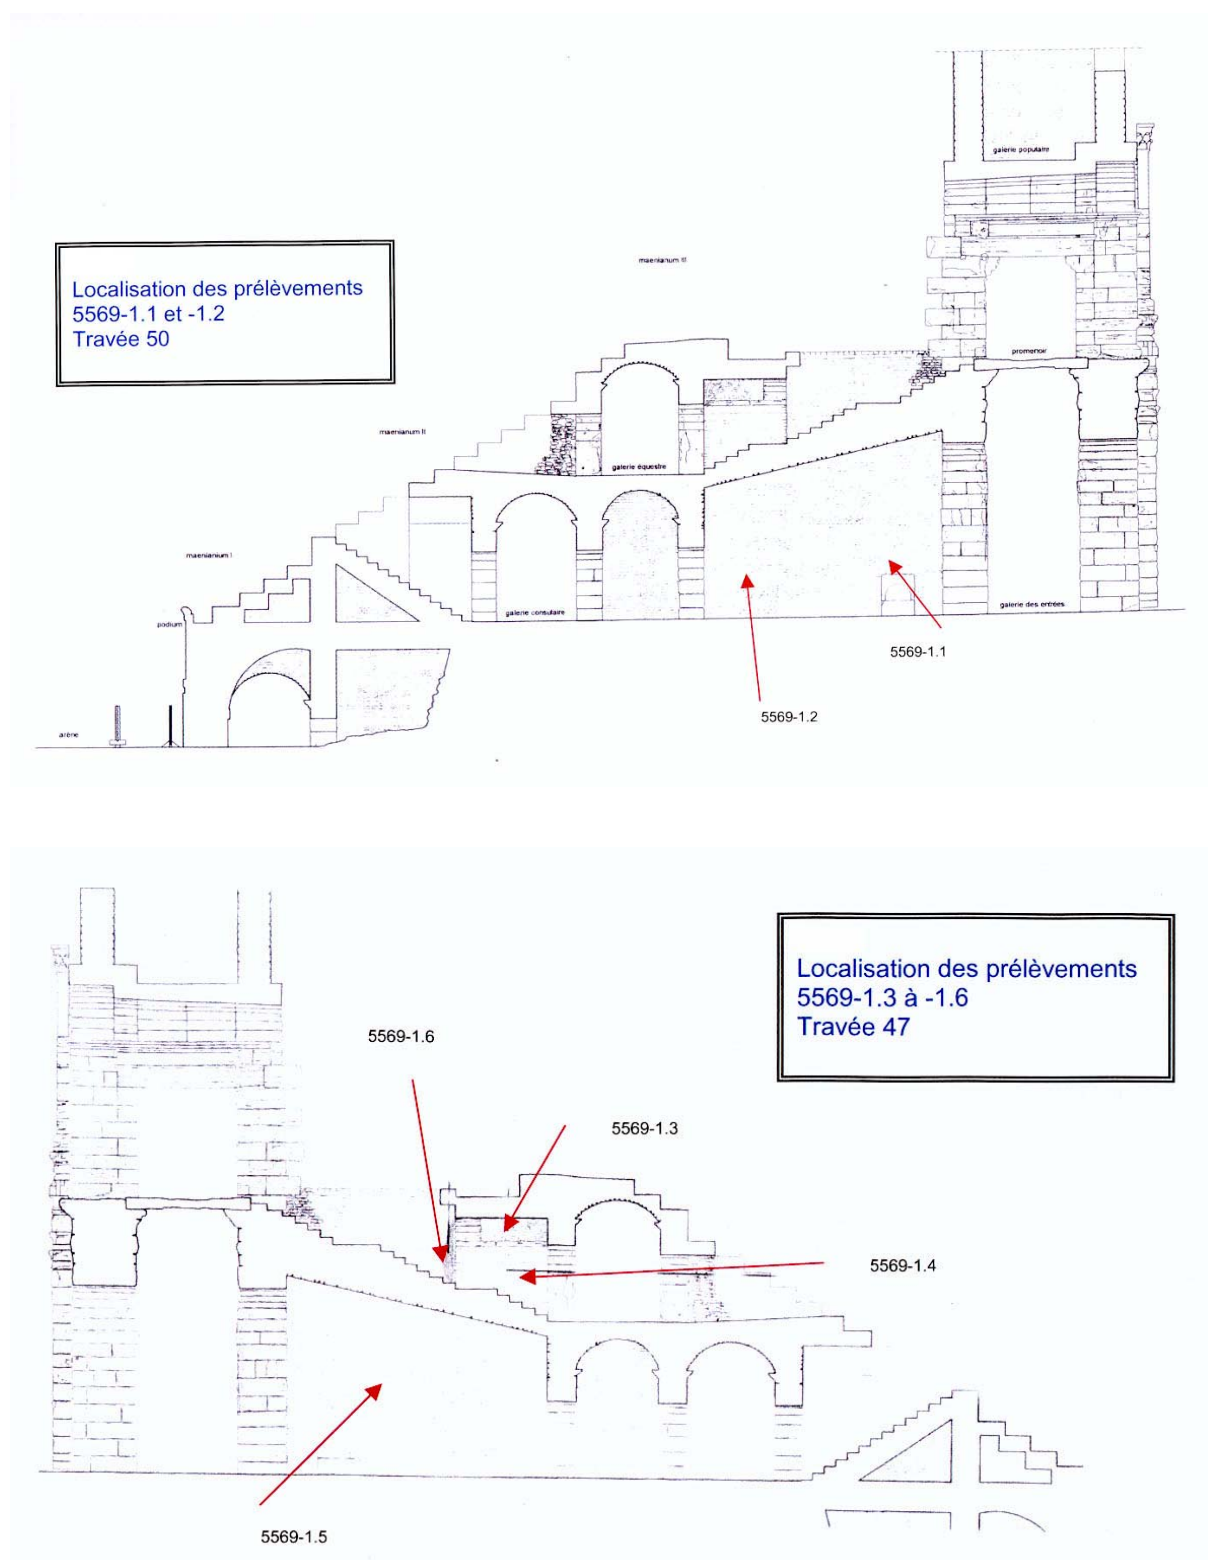 galerie populaire
maenianum III
Localisation des prélèvements
5569-1.1 et -1.2
Travée 50
promenoir
maenianum II
galerie équestre
maenianium I
galerie consulaire
galerie des entrées
podium
5569-1.1
5569-1.2
arène
Localisation des prélèvements
5569-1.3 à -1.6
Travée 47
5569-1.6
5569-1.3
5569-1.4
5569-1.5